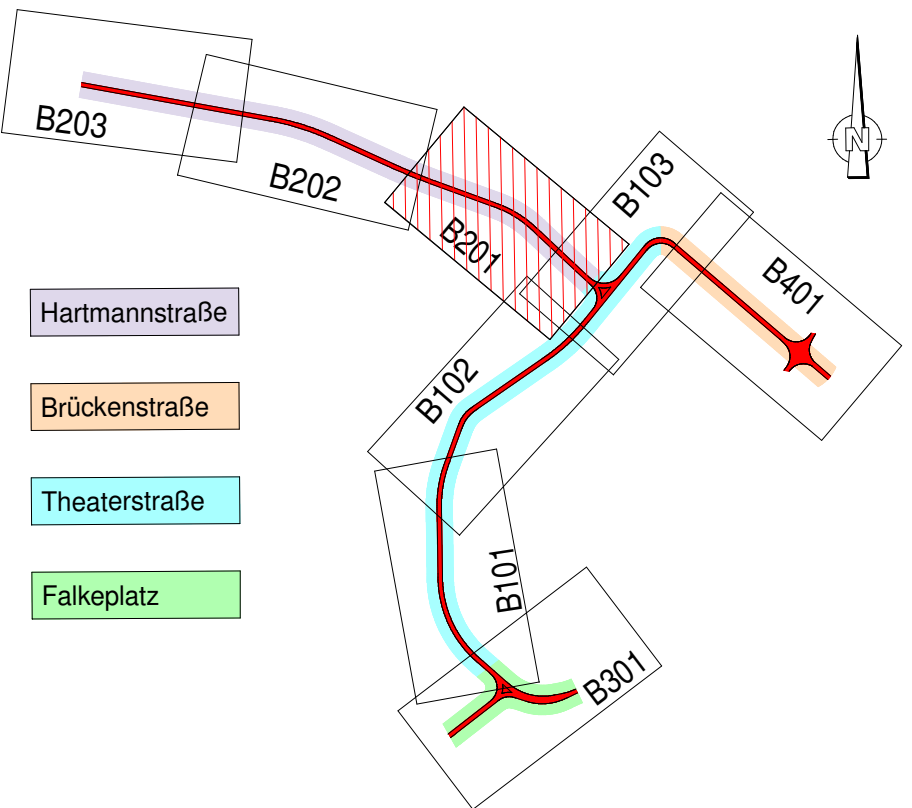 B203
B202
B201
B103
B401
N
Hartmannstraße
Brückenstraße
Theaterstraße
Falkeplatz
B102
B101
B301